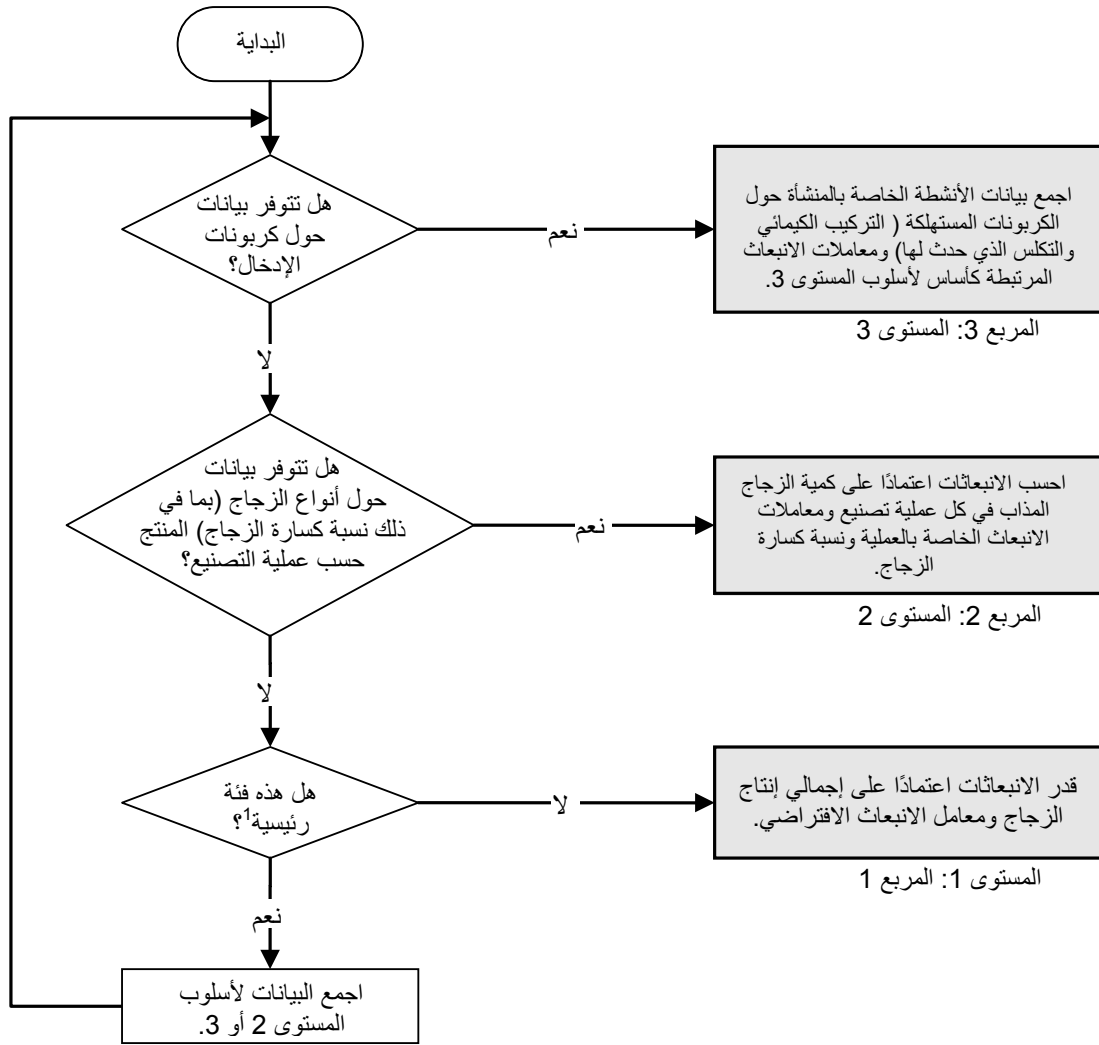 البداية
هل تتوفر بيانات
حول كربونات
الإدخال؟
نعم
اجمع بيانات الأنشطة الخاصة بالمنشأة حول
الكربونات المستهلكة ( التركيب الكيمائي
والتكلس الذي حدث لها) ومعاملات الانبعاث
المرتبطة كأساس لأسلوب المستوى 3.
المربع 3: المستوى 3
لا
هل تتوفر بيانات
حول أنواع الزجاج (بما في
ذلك نسبة كسارة الزجاج) المنتج
حسب عملية التصنيع؟
نعم
احسب الانبعاثات اعتمادًا على كمية الزجاج
المذاب في كل عملية تصنيع ومعاملات
الانبعاث الخاصة بالعملية ونسبة كسارة
الزجاج.
المربع 2: المستوى 2
لا
هل هذه فئة
رئيسية1؟
لا
قدر الانبعاثات اعتمادًا على إجمالي إنتاج
الزجاج ومعامل الانبعاث الافتراضي.
المستوى 1: المربع 1
نعم
اجمع البيانات لأسلوب
المستوى 2 أو 3.